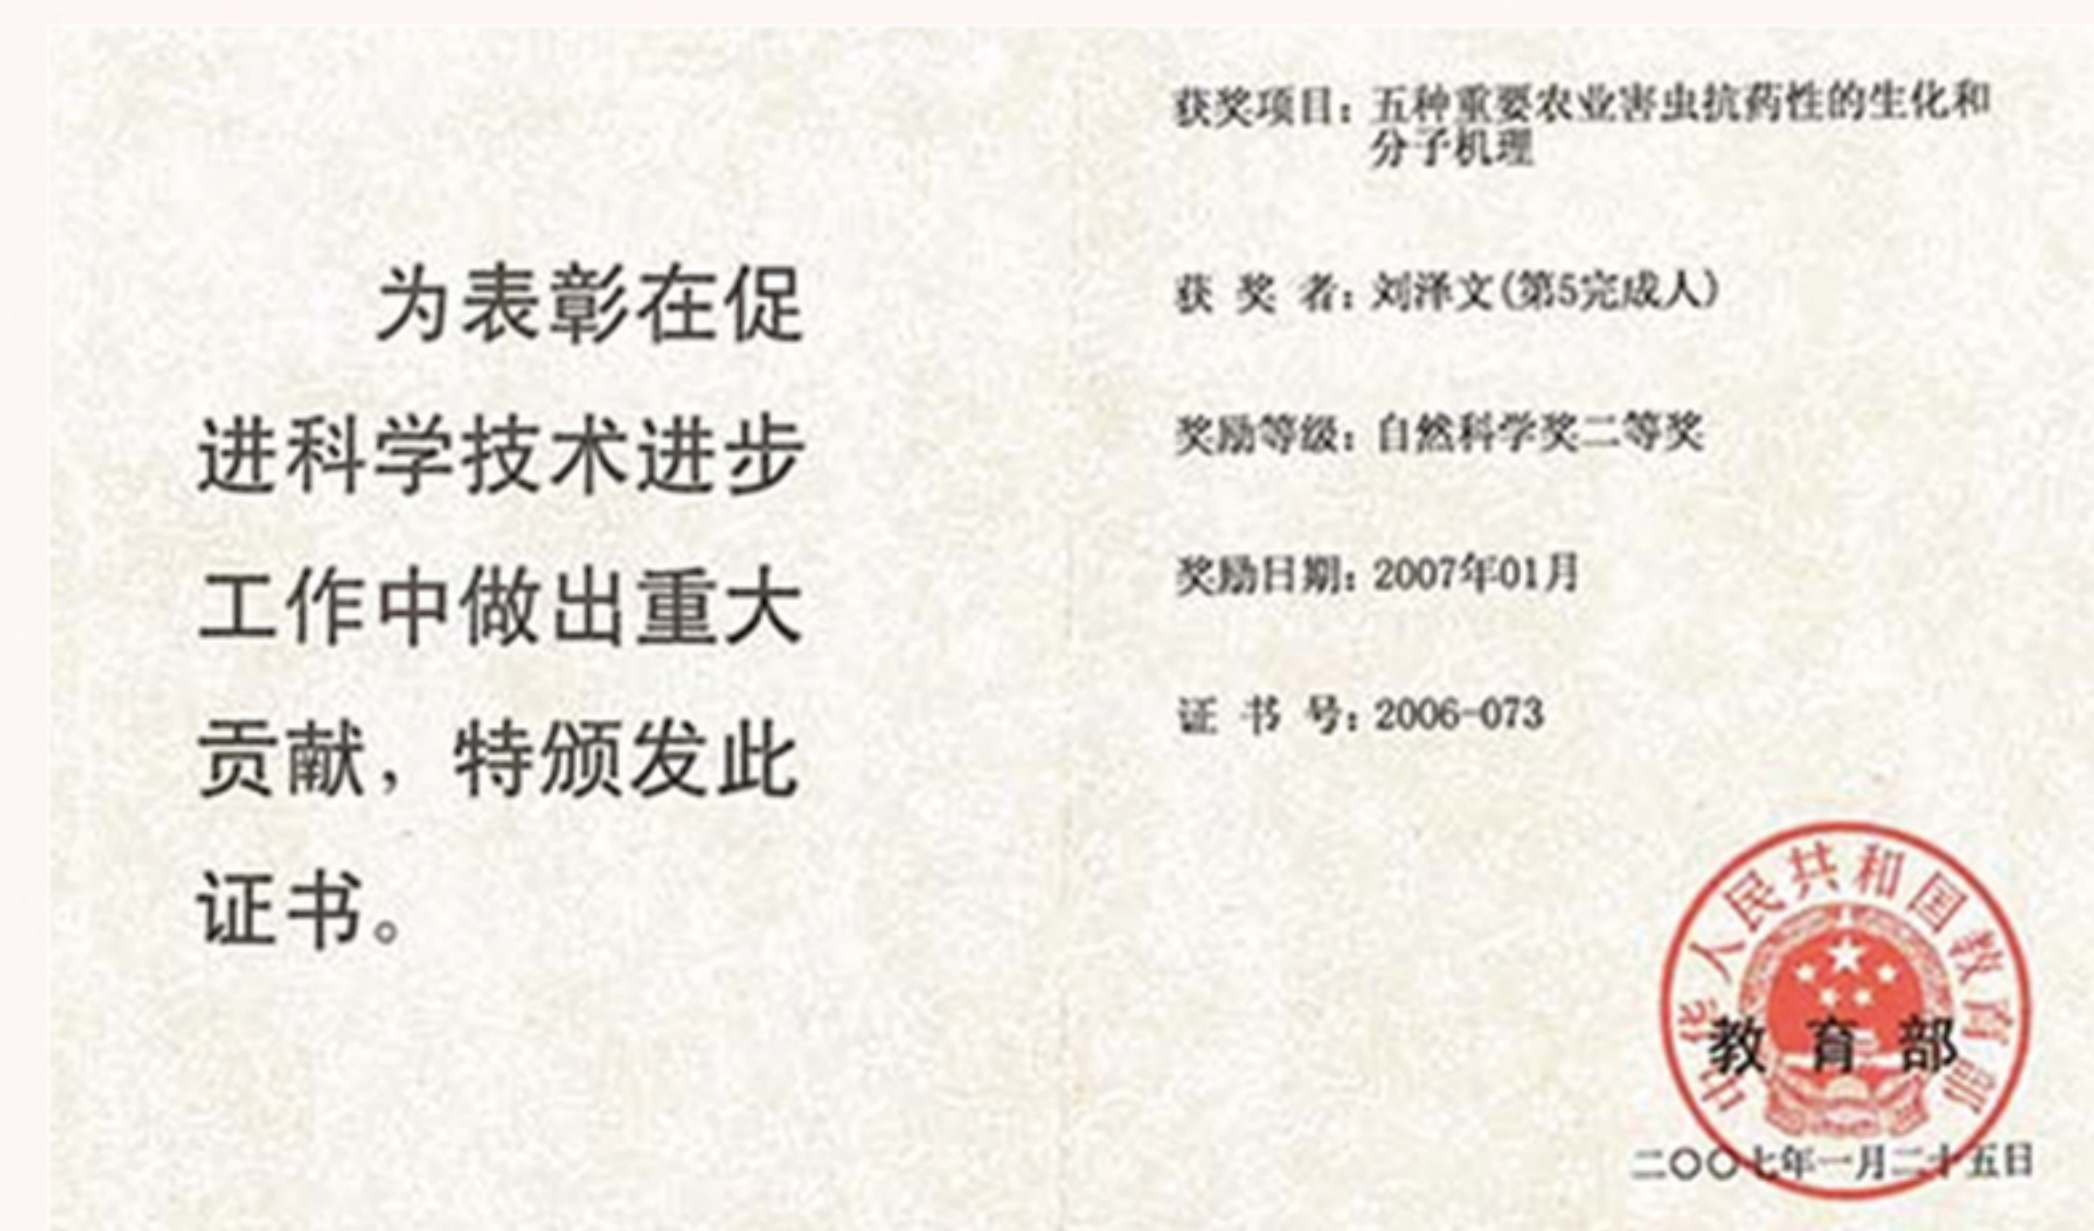 为表彰在促
进科学技术进步
工作中做出重大
贡献，特颁发此
证书。
获奖项目：五种重要农业害虫抗药性的生化和
分子机理
获 奖 者：刘泽文(第5完成人)
奖励等级：自然科学奖二等奖
奖励日期：2007年01月
证 书 号：2006-073
中华人民共和国教育部
教 育 部
二〇〇七年一月二十五日